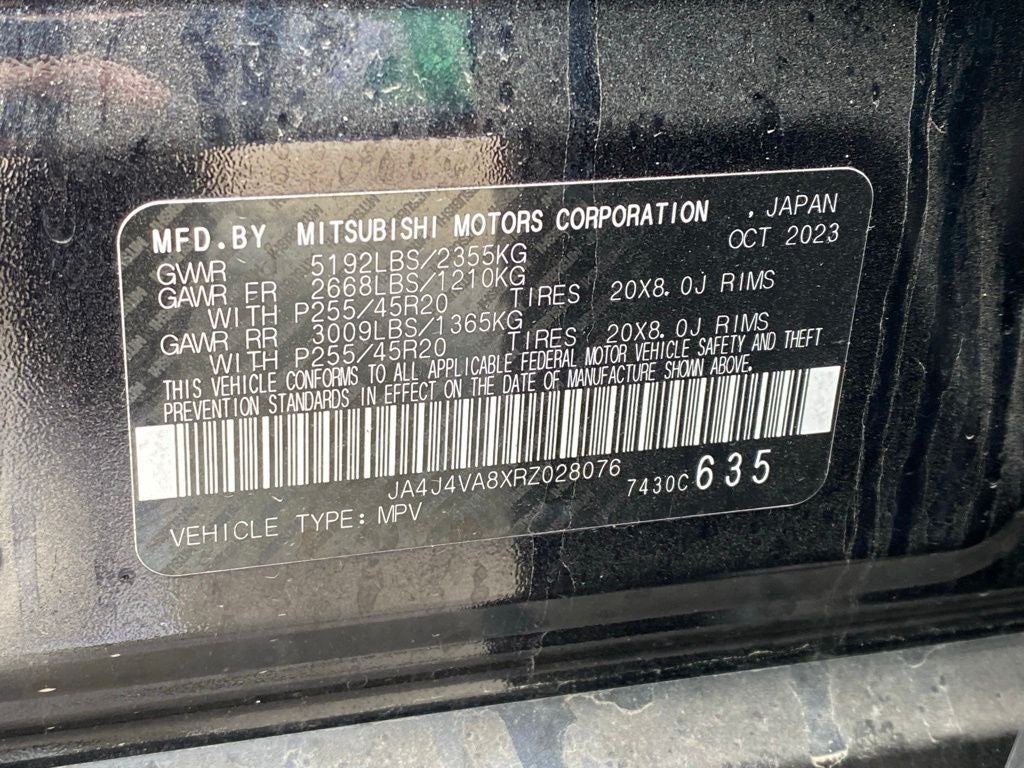 MFD.BY MITSUBISHI MOTORS CORPORATION , JAPAN
OCT 2023
GVWR 5192LBS/2355KG
GAWR FR 2668LBS/1210KG
WITH P255/45R20 TIRES 20X8.0J RIMS
GAWR RR 3009LBS/1365KG
WITH P255/45R20 TIRES 20X8.0J RIMS
THIS VEHICLE CONFORMS TO ALL APPLICABLE FEDERAL MOTOR VEHICLE SAFETY AND THEFT
PREVENTION STANDARDS IN EFFECT ON THE DATE OF MANUFACTURE SHOWN ABOVE.
JA4J4VA8XRZ028076 7430C635
VEHICLE TYPE: MPV